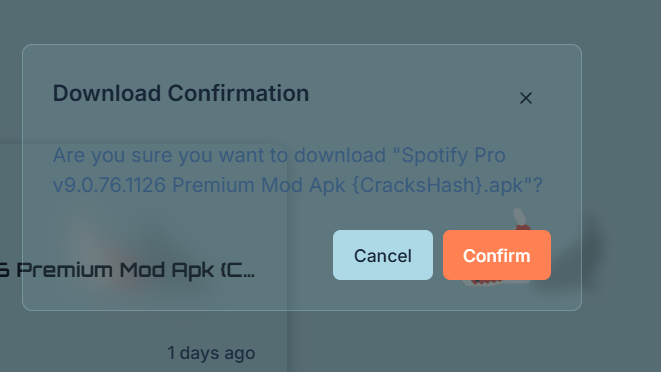 Download Confirmation
Are you sure you want to download "Spotify Pro
v9.0.76.1126 Premium Mod Apk {CracksHash}.apk"?
Cancel
Confirm
6 Premium Mod Apk {C...
1 days ago